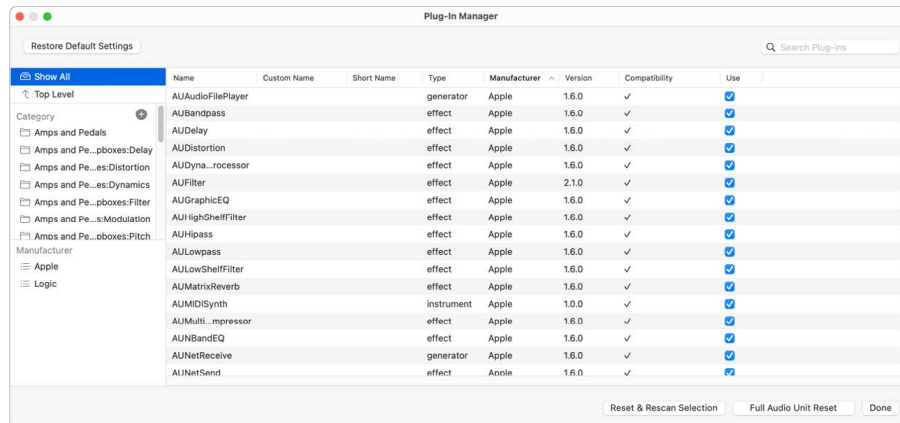 Plug-In Manager
Restore Default Settings
Search Plug-ins
Show All
Top Level
Category
Amps and Pedals
Amps and Pe...pboxes:Delay
Amps and Pe...es:Distortion
Amps and Pe...es:Dynamics
Amps and Pe...pboxes:Filter
Amps and Pe...s:Modulation
Amps and Pe...pboxes:Pitch
Manufacturer
Apple
Logic
Name Custom Name Short Name Type Manufacturer Version Compatibility Use
AUAudioFilePlayer generator Apple 1.6.0 ✓
AUBandpass effect Apple 1.6.0 ✓
AUDelay effect Apple 1.6.0 ✓
AUDistortion effect Apple 1.6.0 ✓
AUDyna...rocessor effect Apple 1.6.0 ✓
AUFilter effect Apple 2.1.0 ✓
AUGraphicEQ effect Apple 1.6.0 ✓
AUHighShelfFilter effect Apple 1.6.0 ✓
AUHipass effect Apple 1.6.0 ✓
AULowpass effect Apple 1.6.0 ✓
AULowShelfFilter effect Apple 1.6.0 ✓
AUMatrixReverb effect Apple 1.6.0 ✓
AUMIDISynth instrument Apple 1.0.0 ✓
AUMulti...mpressor effect Apple 1.6.0 ✓
AUNBandEQ effect Apple 1.6.0 ✓
AUNetReceive generator Apple 1.6.0 ✓
AUNetSend effect Apple 1.6.0 ✓
Reset & Rescan Selection Full Audio Unit Reset Done